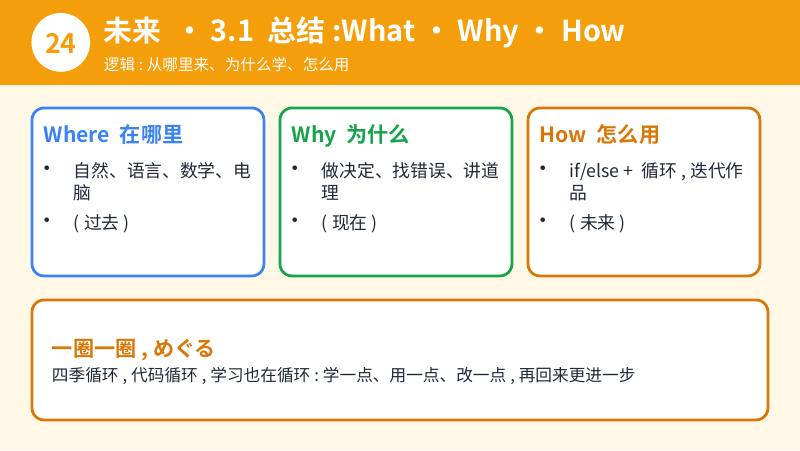 24
未来 • 3.1 总结 :What • Why • How
逻辑 : 从哪里来、为什么学、怎么用
Where 在哪里
• 自然、语言、数学、电
脑
• ( 过去 )
Why 为什么
• 做决定、找错误、讲道
理
• ( 现在 )
How 怎么用
• if/else + 循环 , 迭代作
品
• ( 未来 )
一圈一圈 , めぐる
四季循环 , 代码循环 , 学习也在循环 : 学一点、用一点、改一点 , 再回来更进一步